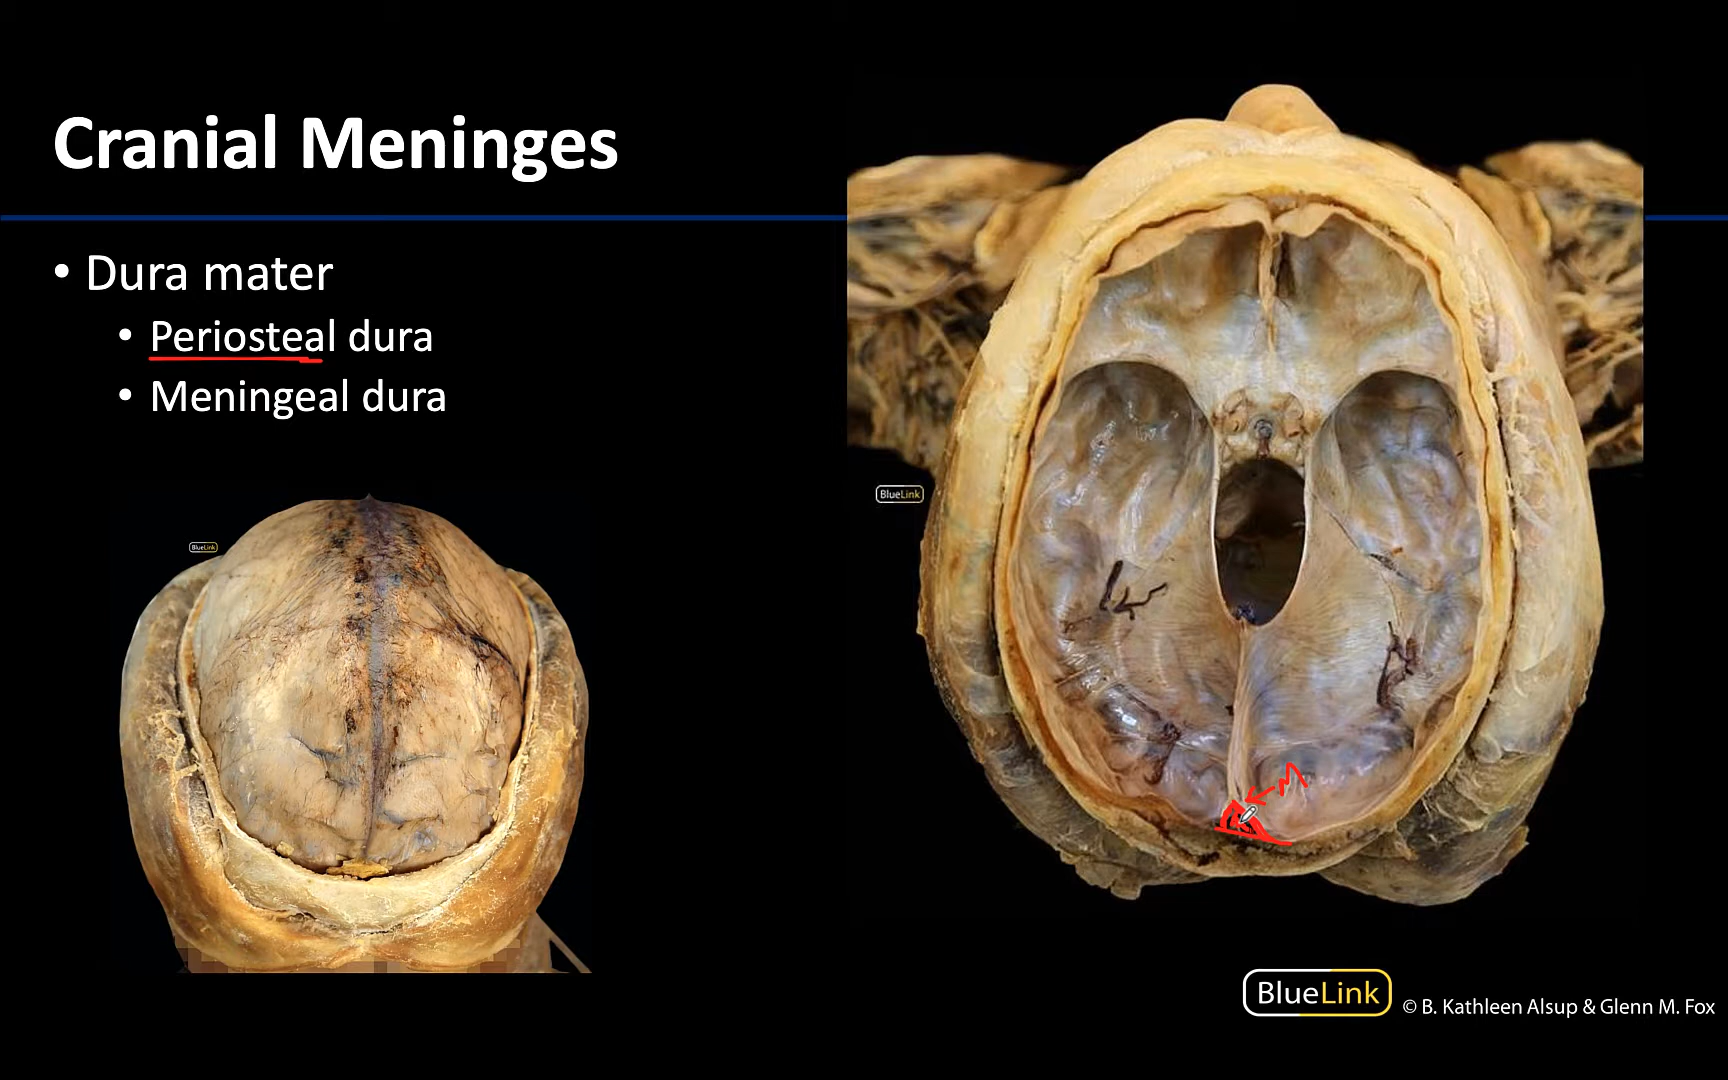 Cranial Meninges
• Dura mater
• Periosteal dura
• Meningeal dura
BlueLink
BlueLink
M
BlueLink © B. Kathleen Alsup & Glenn M. Fox